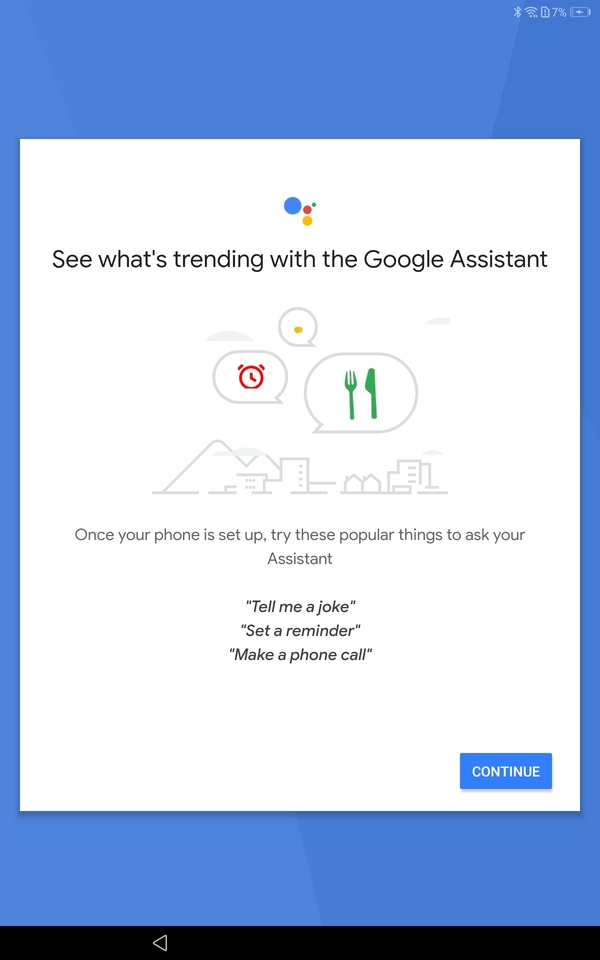 7%
See what's trending with the Google Assistant
Once your phone is set up, try these popular things to ask your
Assistant
"Tell me a joke"
"Set a reminder"
"Make a phone call"
CONTINUE